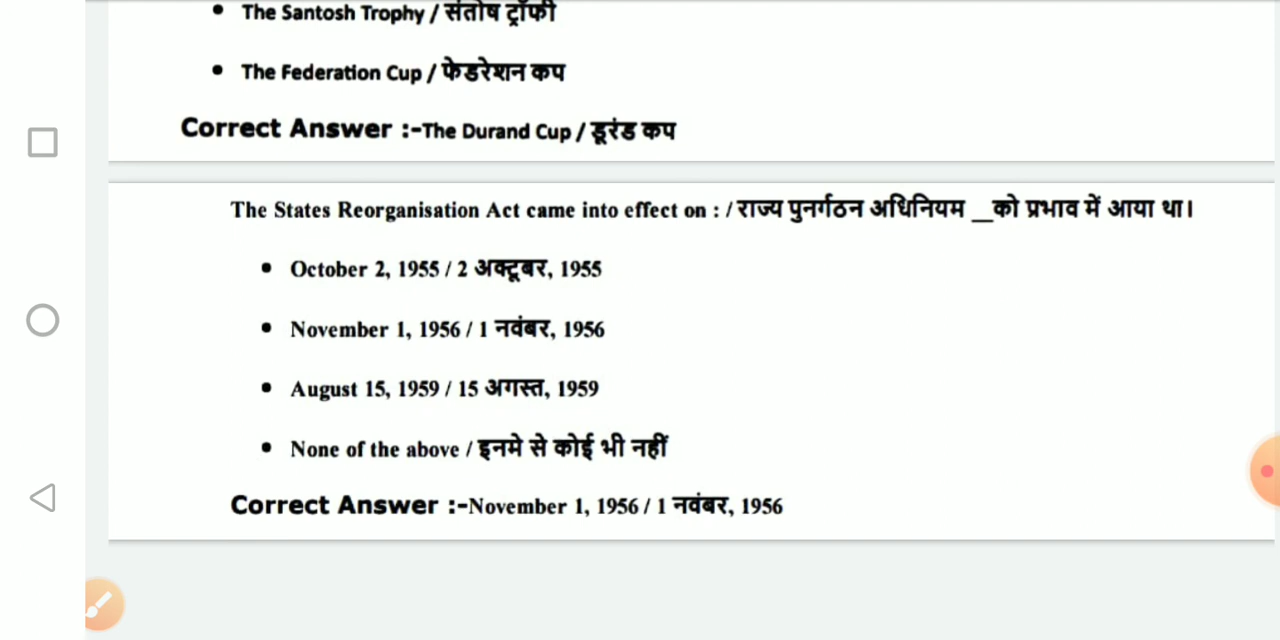 The Santosh Trophy / संतोष ट्रॉफी
The Federation Cup / फेडरेशन कप
Correct Answer :-The Durand Cup / डूरंड कप
The States Reorganisation Act came into effect on : / राज्य पुनर्गठन अधिनियम __को प्रभाव में आया था।
October 2, 1955 / 2 अक्टूबर, 1955
November 1, 1956 / 1 नवंबर, 1956
August 15, 1959 / 15 अगस्त, 1959
None of the above / इनमे से कोई भी नहीं
Correct Answer :-November 1, 1956 / 1 नवंबर, 1956